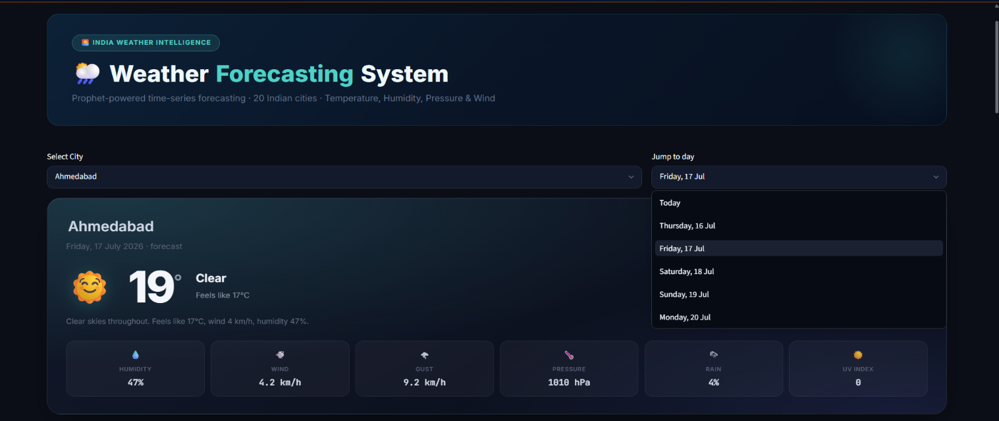 INDIA WEATHER INTELLIGENCE
Weather Forecasting System
Prophet-powered time-series forecasting · 20 Indian cities · Temperature, Humidity, Pressure & Wind
Select City
Ahmedabad
Jump to day
Friday, 17 Jul
Today
Thursday, 16 Jul
Friday, 17 Jul
Saturday, 18 Jul
Sunday, 19 Jul
Monday, 20 Jul
Ahmedabad
Friday, 17 July 2026 · forecast
19°
Clear
Feels like 17°C
Clear skies throughout. Feels like 17°C, wind 4 km/h, humidity 47%.
HUMIDITY
47%
WIND
4.2 km/h
GUST
9.2 km/h
PRESSURE
1010 hPa
RAIN
4%
UV INDEX
0